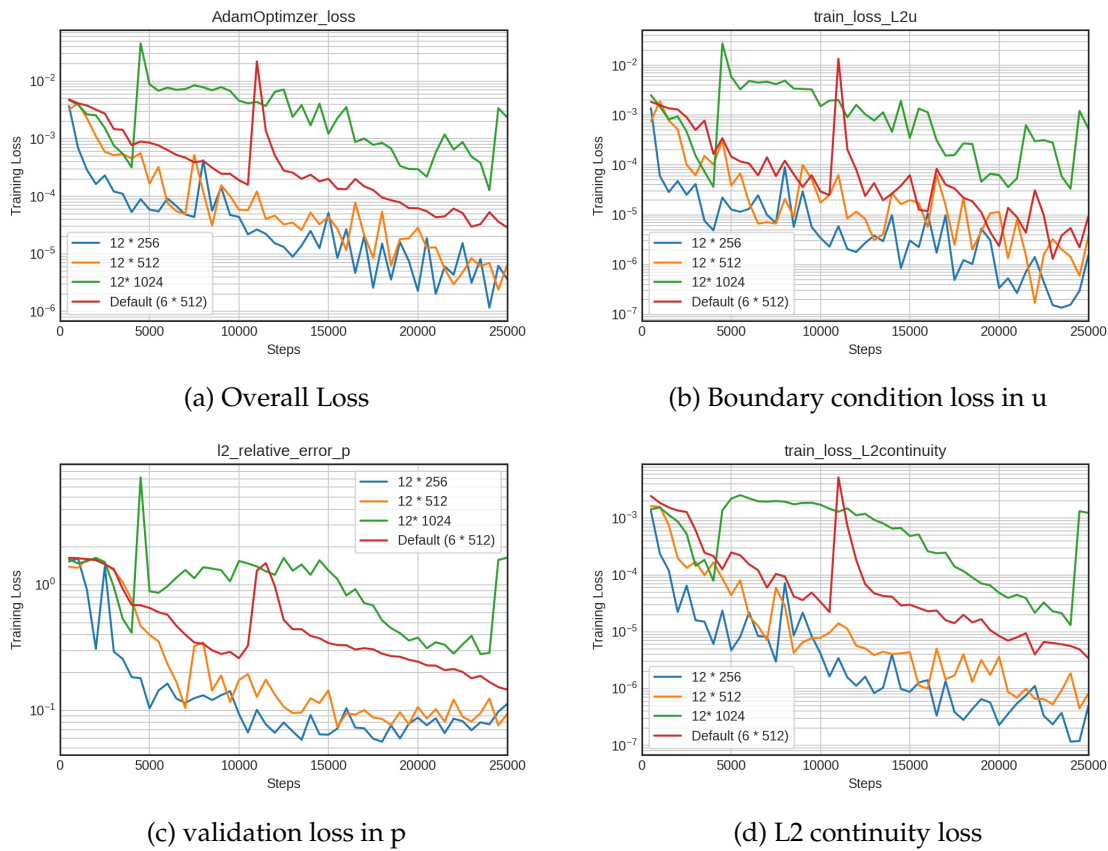 AdamOptimzer_loss
Training Loss
10⁻²
10⁻³
10⁻⁴
10⁻⁵
10⁻⁶
12 * 256
12 * 512
12* 1024
Default (6 * 512)
0 5000 10000 15000 20000 25000
Steps
(a) Overall Loss
train_loss_L2u
Training Loss
10⁻²
10⁻³
10⁻⁴
10⁻⁵
10⁻⁶
10⁻⁷
12 * 256
12 * 512
12* 1024
Default (6 * 512)
0 5000 10000 15000 20000 25000
Steps
(b) Boundary condition loss in u
l2_relative_error_p
Training Loss
10⁰
10⁻¹
12 * 256
12 * 512
12* 1024
Default (6 * 512)
0 5000 10000 15000 20000 25000
Steps
(c) validation loss in p
train_loss_L2continuity
Training Loss
10⁻³
10⁻⁴
10⁻⁵
10⁻⁶
10⁻⁷
12 * 256
12 * 512
12* 1024
Default (6 * 512)
0 5000 10000 15000 20000 25000
Steps
(d) L2 continuity loss